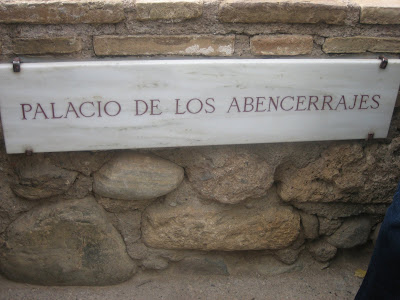 PALACIO DE LOS ABENCERRAJES